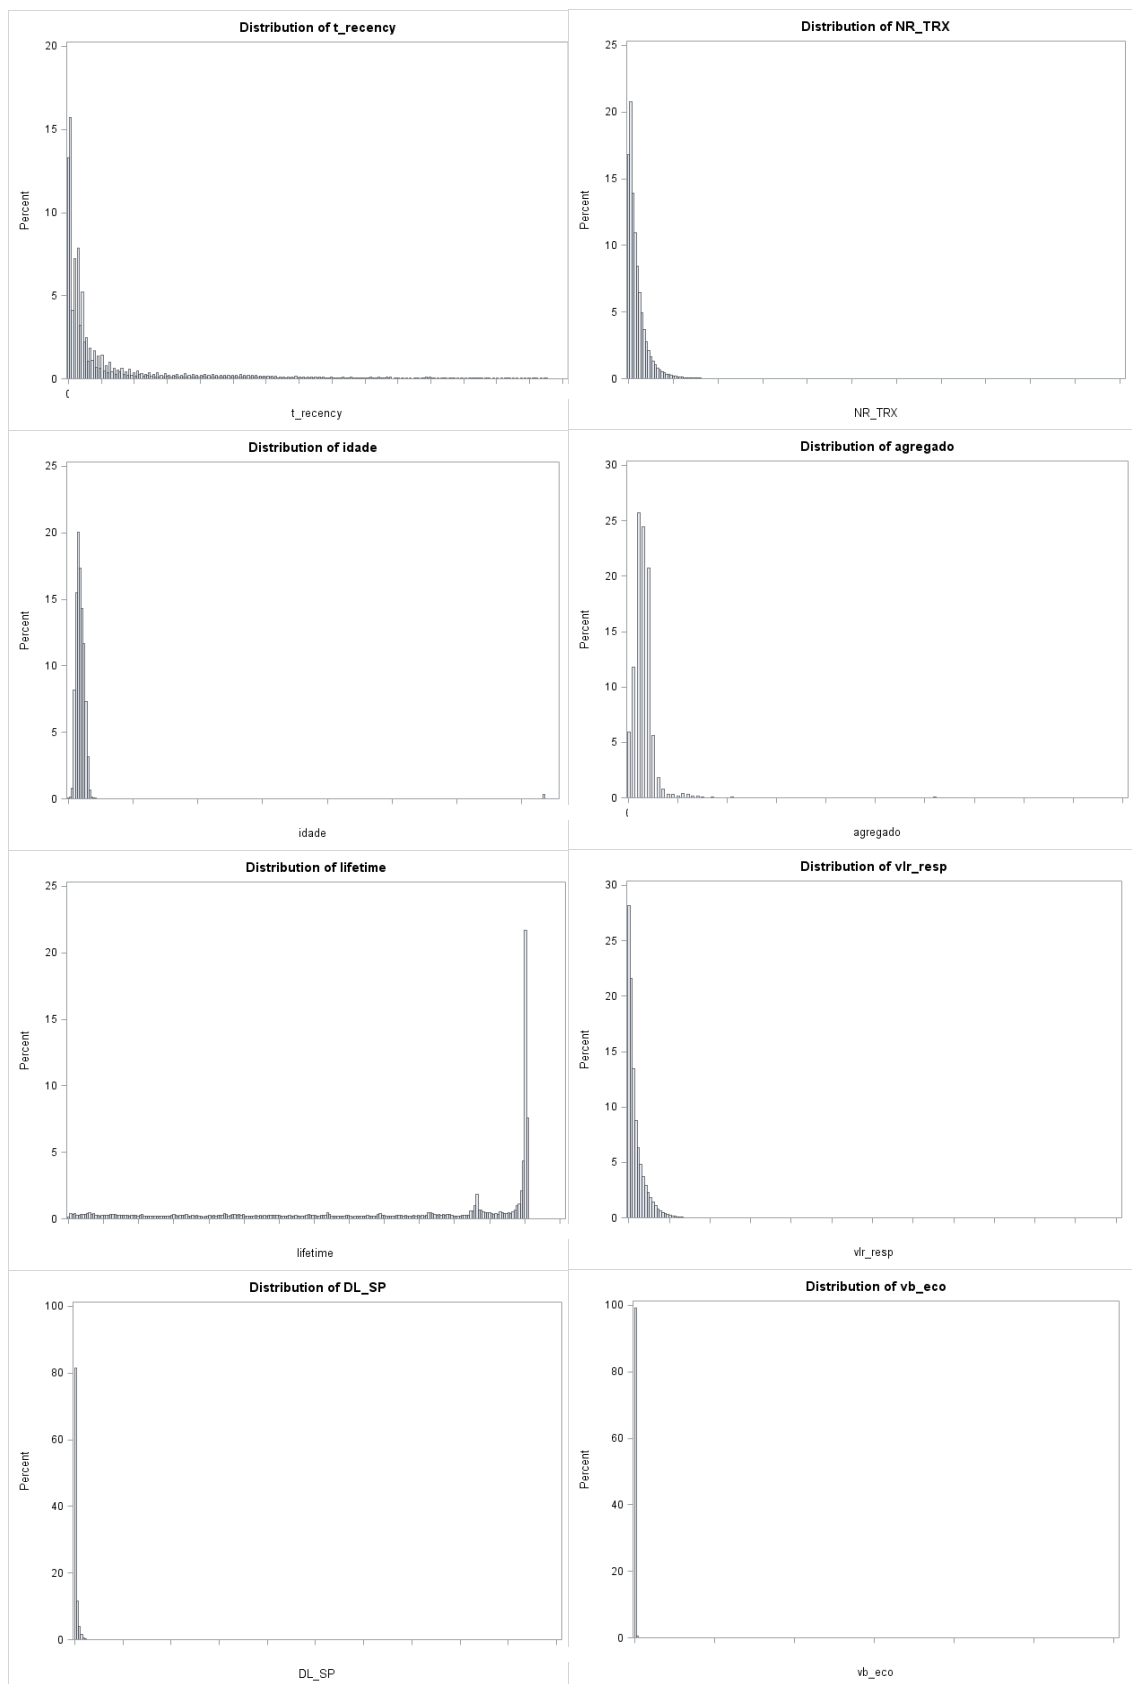 Distribution of t_recency
20
15
10
5
0
Percent
0
t_recency
Distribution of NR_TRX
25
20
15
10
5
0
Percent
NR_TRX
Distribution of idade
25
20
15
10
5
0
Percent
idade
Distribution of agregado
30
25
20
15
10
5
0
Percent
agregado
Distribution of lifetime
25
20
15
10
5
0
Percent
lifetime
Distribution of vlr_resp
30
25
20
15
10
5
0
Percent
vlr_resp
Distribution of DL_SP
100
80
60
40
20
0
Percent
DL_SP
Distribution of vb_eco
100
80
60
40
20
0
Percent
vb_eco